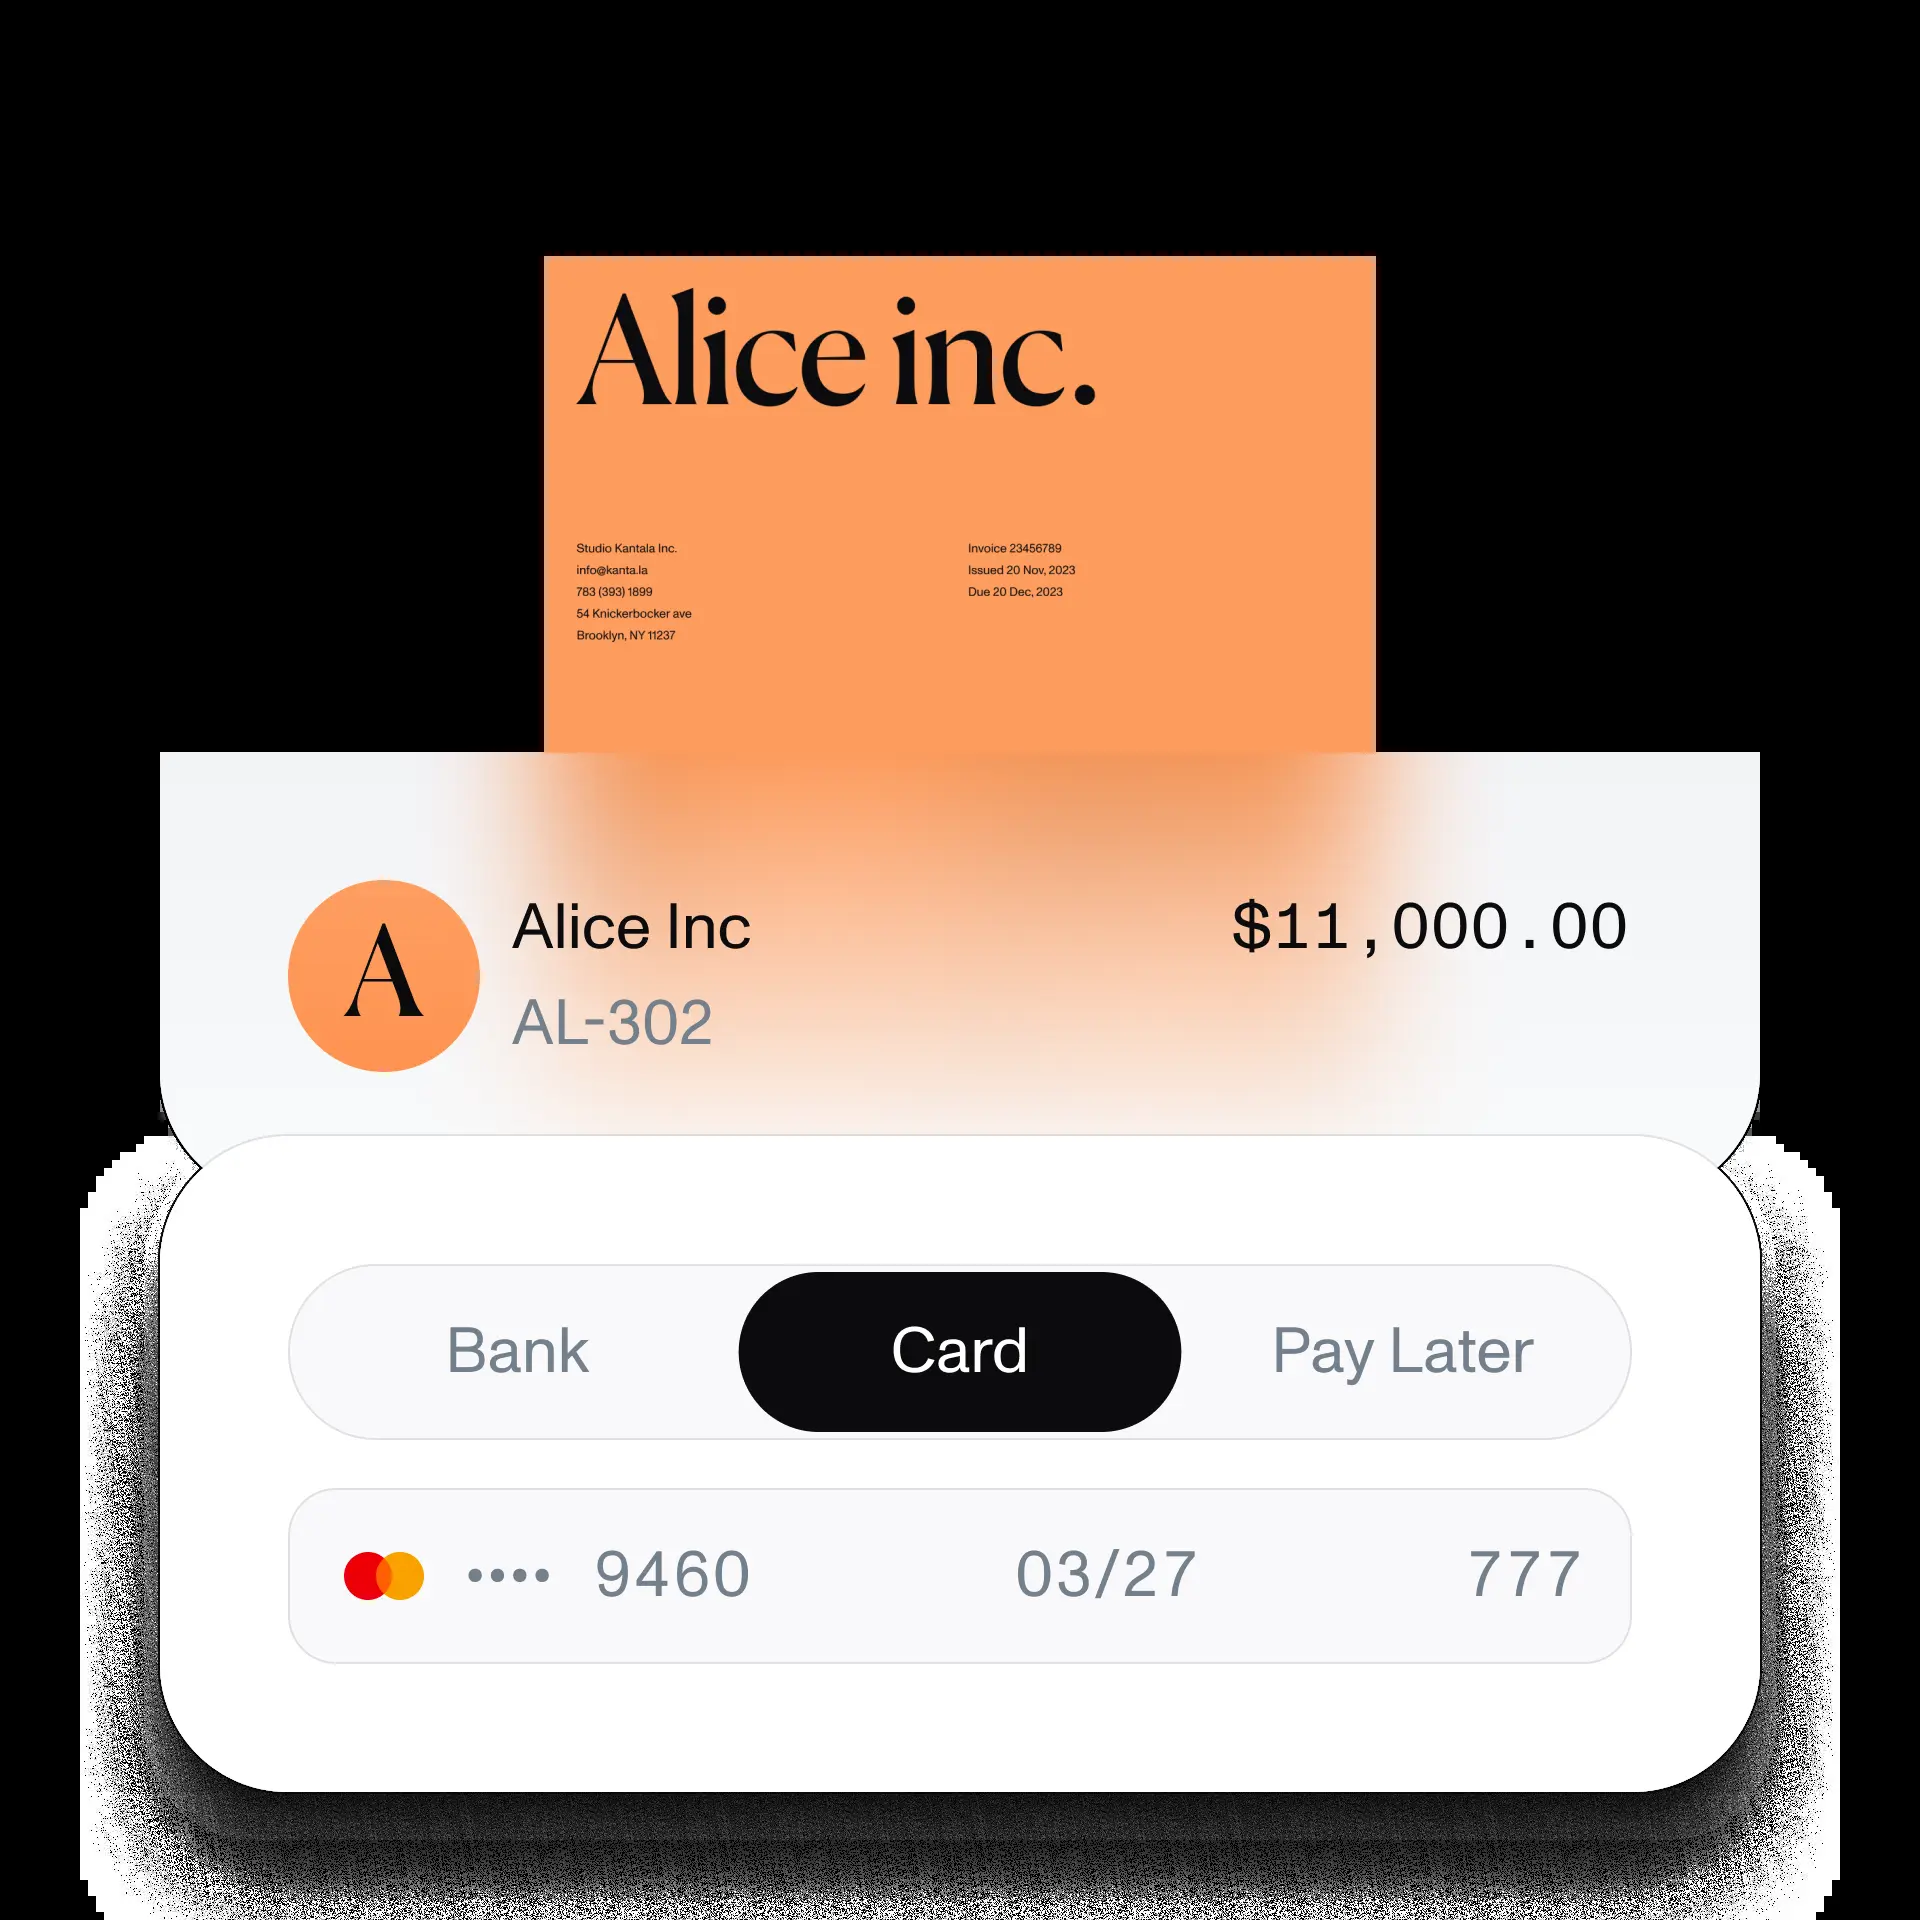 Alice inc.
Studio Kantala Inc.
info@kanta.la
783 (393) 1899
54 Knickerbocker ave
Brooklyn, NY 11237
Invoice 23456789
Issued 20 Nov, 2023
Due 20 Dec, 2023
A
Alice Inc
$11,000.00
AL-302
Bank
Card
Pay Later
•••• 9460 03/27 777